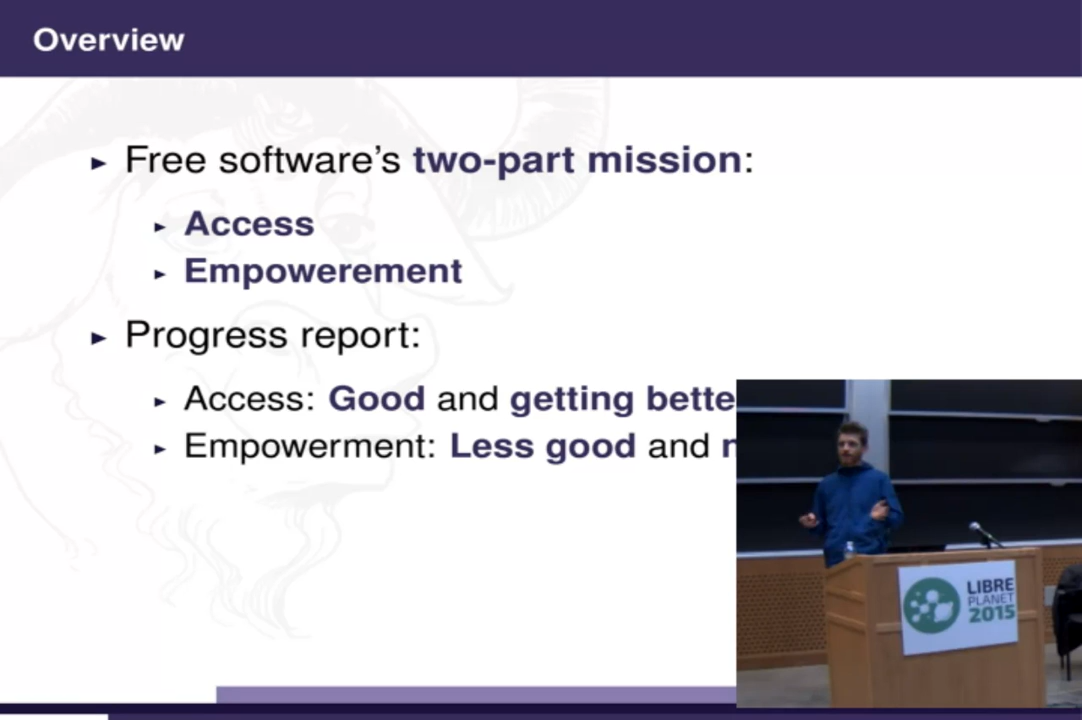 Overview
Free software's two-part mission:
Access
Empowerement
Progress report:
Access: Good and getting
Empowerment: Less good and
LIBRE
PLANET
2015